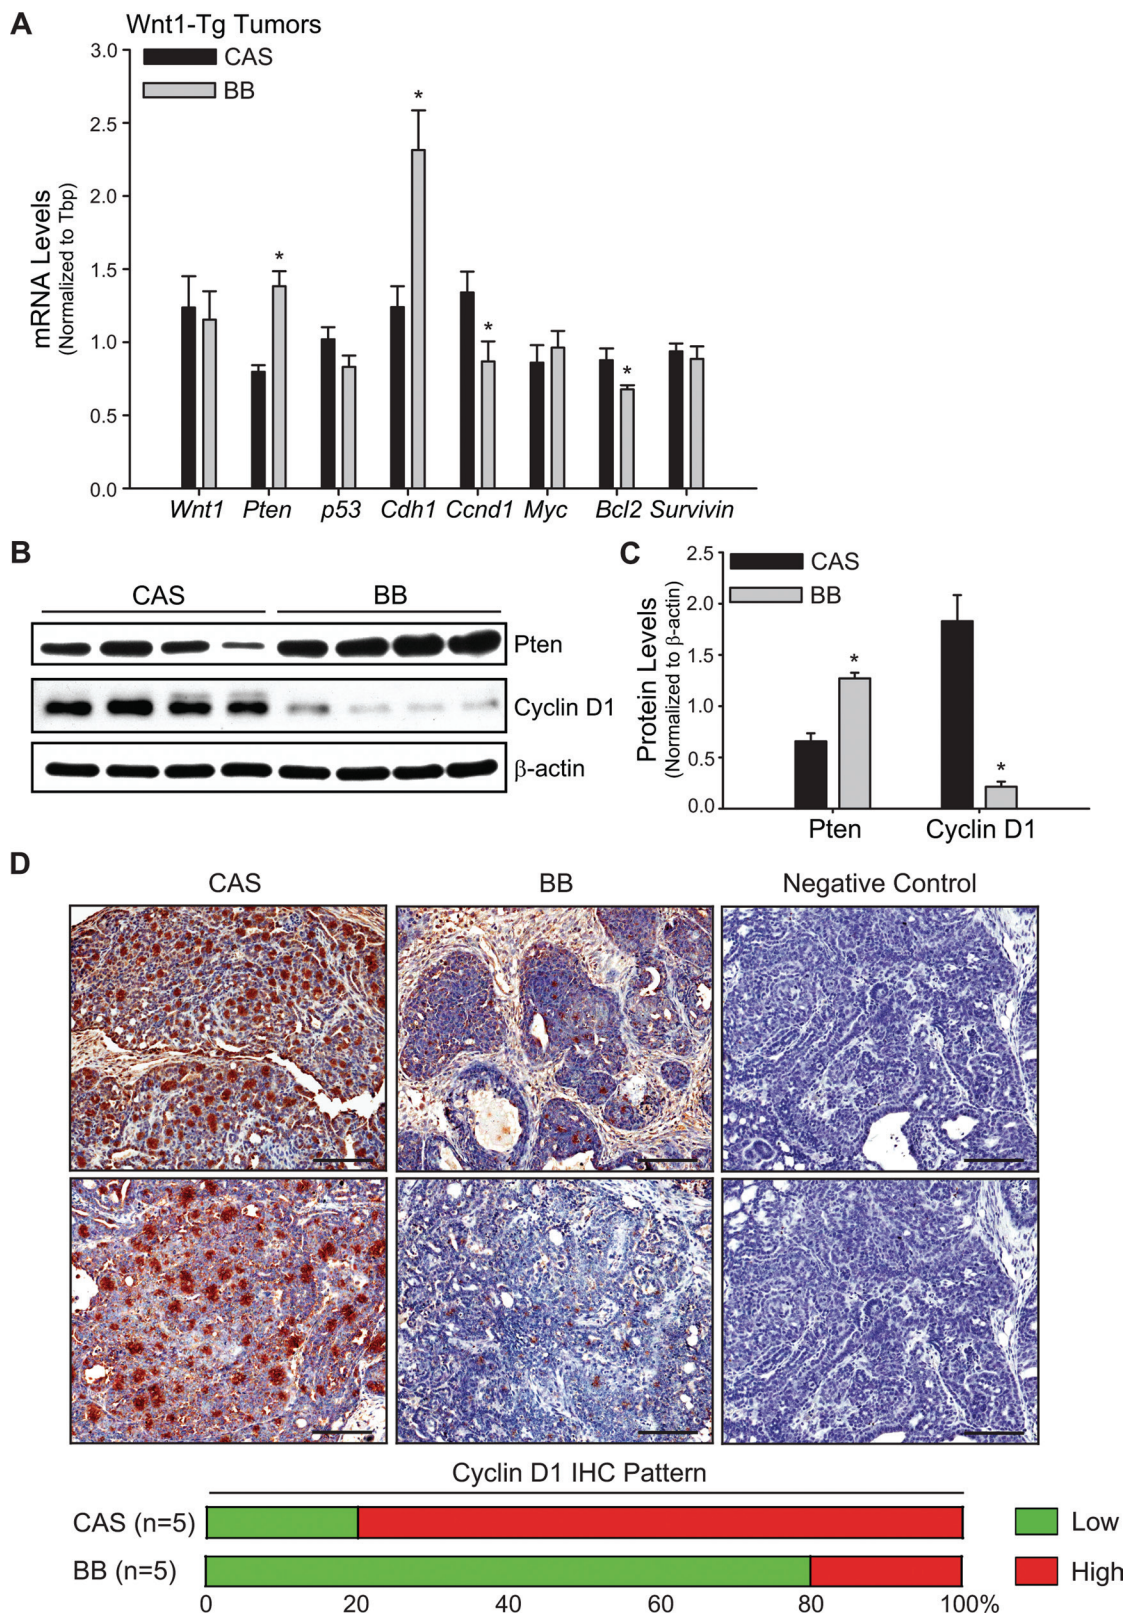 A
Wnt1-Tg Tumors
CAS
BB
3.0
2.5
2.0
1.5
1.0
0.5
0.0
mRNA Levels
(Normalized to Tbp)
*
*
*
*
Wnt1 Pten p53 Cdh1 Ccnd1 Myc Bcl2 Survivin
B
CAS BB
Pten
Cyclin D1
β-actin
C
CAS
BB
2.5
2.0
1.5
1.0
0.5
0.0
Protein Levels
(Normalized to β-actin)
*
*
Pten Cyclin D1
D
CAS BB Negative Control
Cyclin D1 IHC Pattern
CAS (n=5)
Low
BB (n=5)
High
0 20 40 60 80 100%